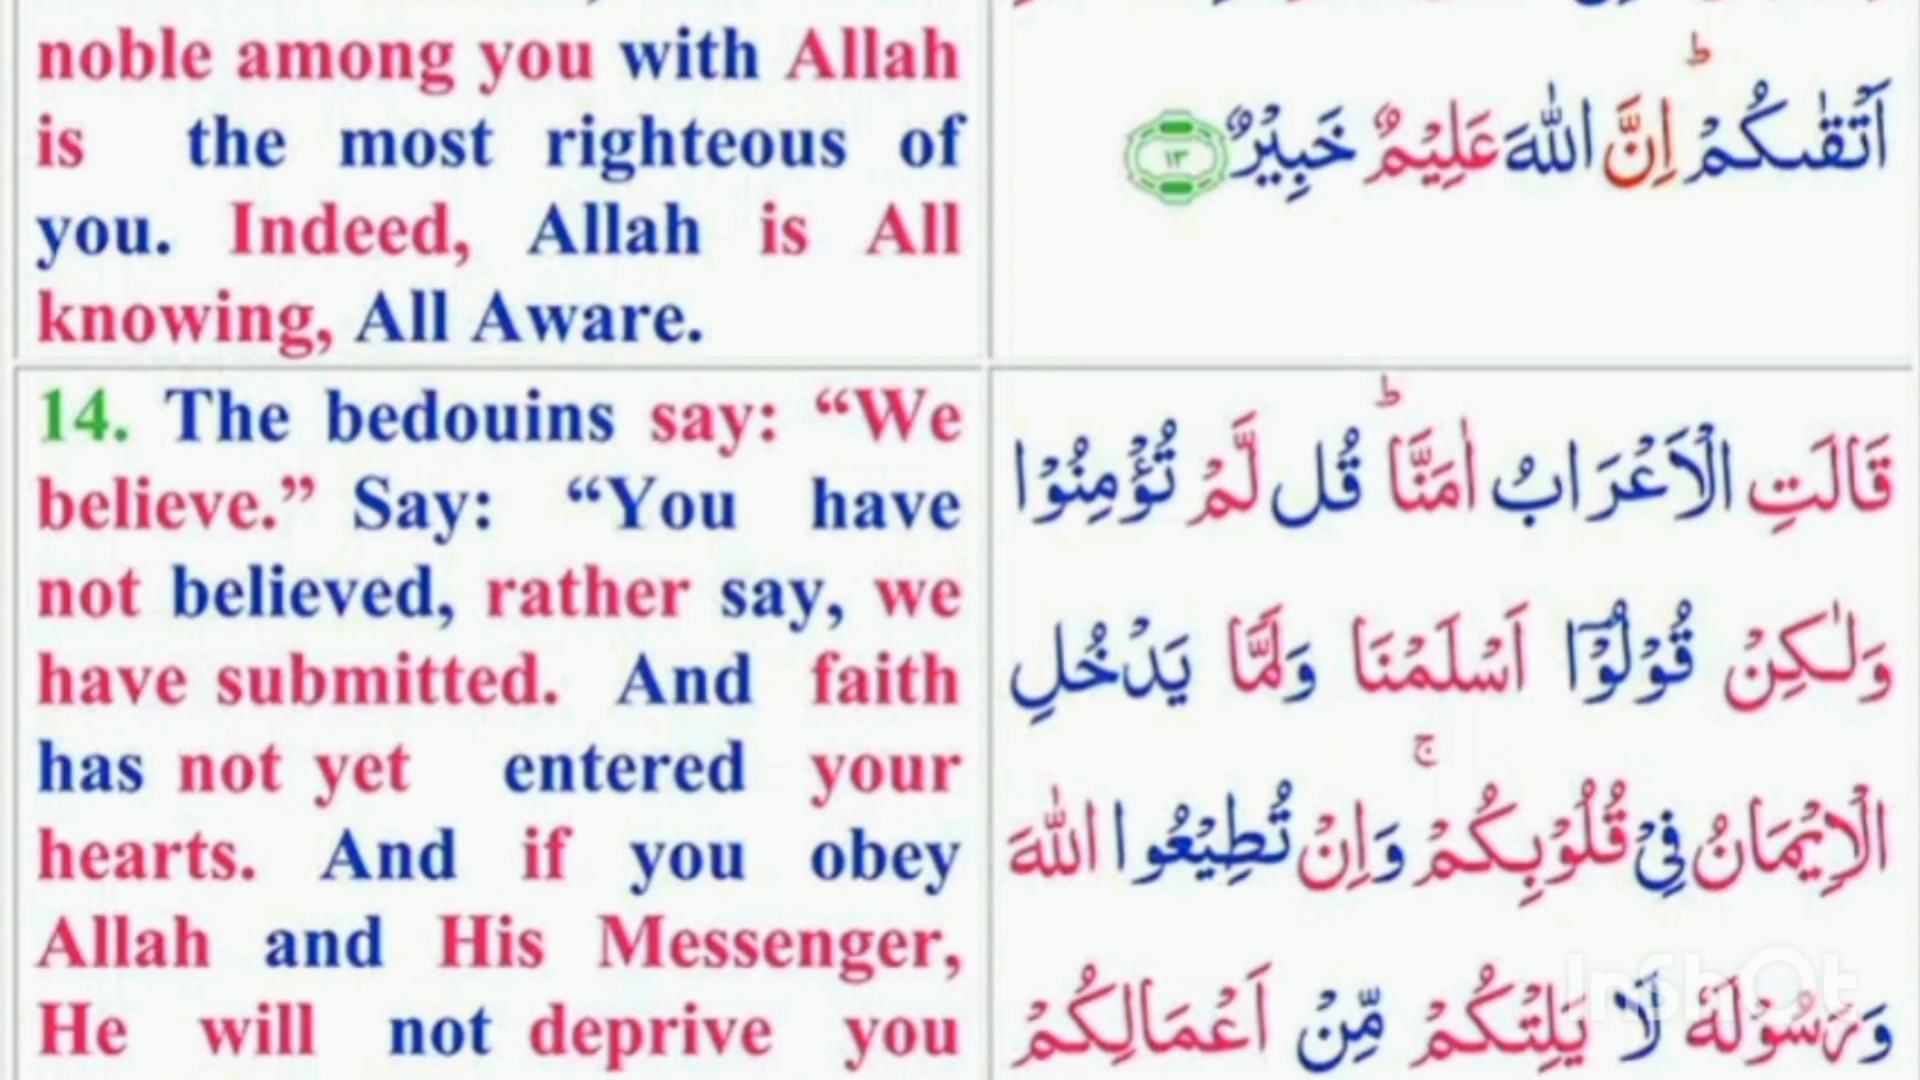 noble among you with Allah
is the most righteous of
you. Indeed, Allah is All
knowing, All Aware.
اَتْقٰىكُمْ ؕ اِنَّ اللّٰهَ عَلِيْمٌ خَبِيْرٌ ۱۳
14. The bedouins say: “We
believe.” Say: “You have
not believed, rather say, we
have submitted. And faith
has not yet entered your
hearts. And if you obey
Allah and His Messenger,
He will not deprive you
قَالَتِ الْاَعْرَابُ اٰمَنَّا ؕ قُل لَّمْ تُؤْمِنُوْا
وَلٰكِنْ قُوْلُوْۤا اَسْلَمْنَا وَلَمَّا يَدْخُلِ
الْاِيْمَانُ فِيْ قُلُوْبِكُمْ ۚ وَاِنْ تُطِيْعُوا اللّٰهَ
وَرَسُوْلَهٗ لَا يَلِتْكُمْ مِّنْ اَعْمَالِكُمْ
InShOt